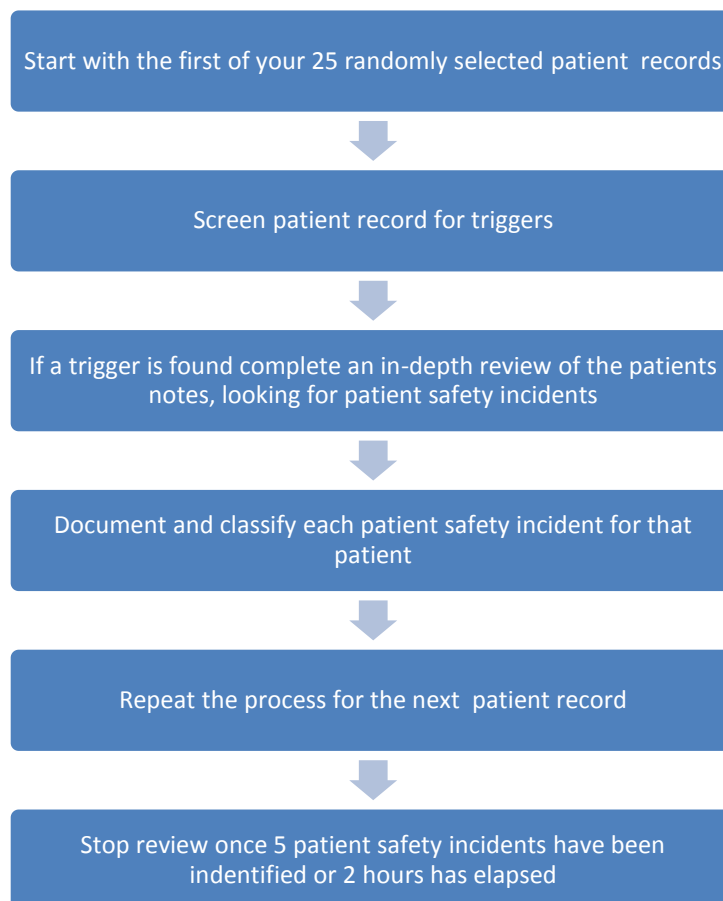 Start with the first of your 25 randomly selected patient records
Screen patient record for triggers
If a trigger is found complete an in-depth review of the patients
notes, looking for patient safety incidents
Document and classify each patient safety incident for that
patient
Repeat the process for the next patient record
Stop review once 5 patient safety incidents have been
indentified or 2 hours has elapsed